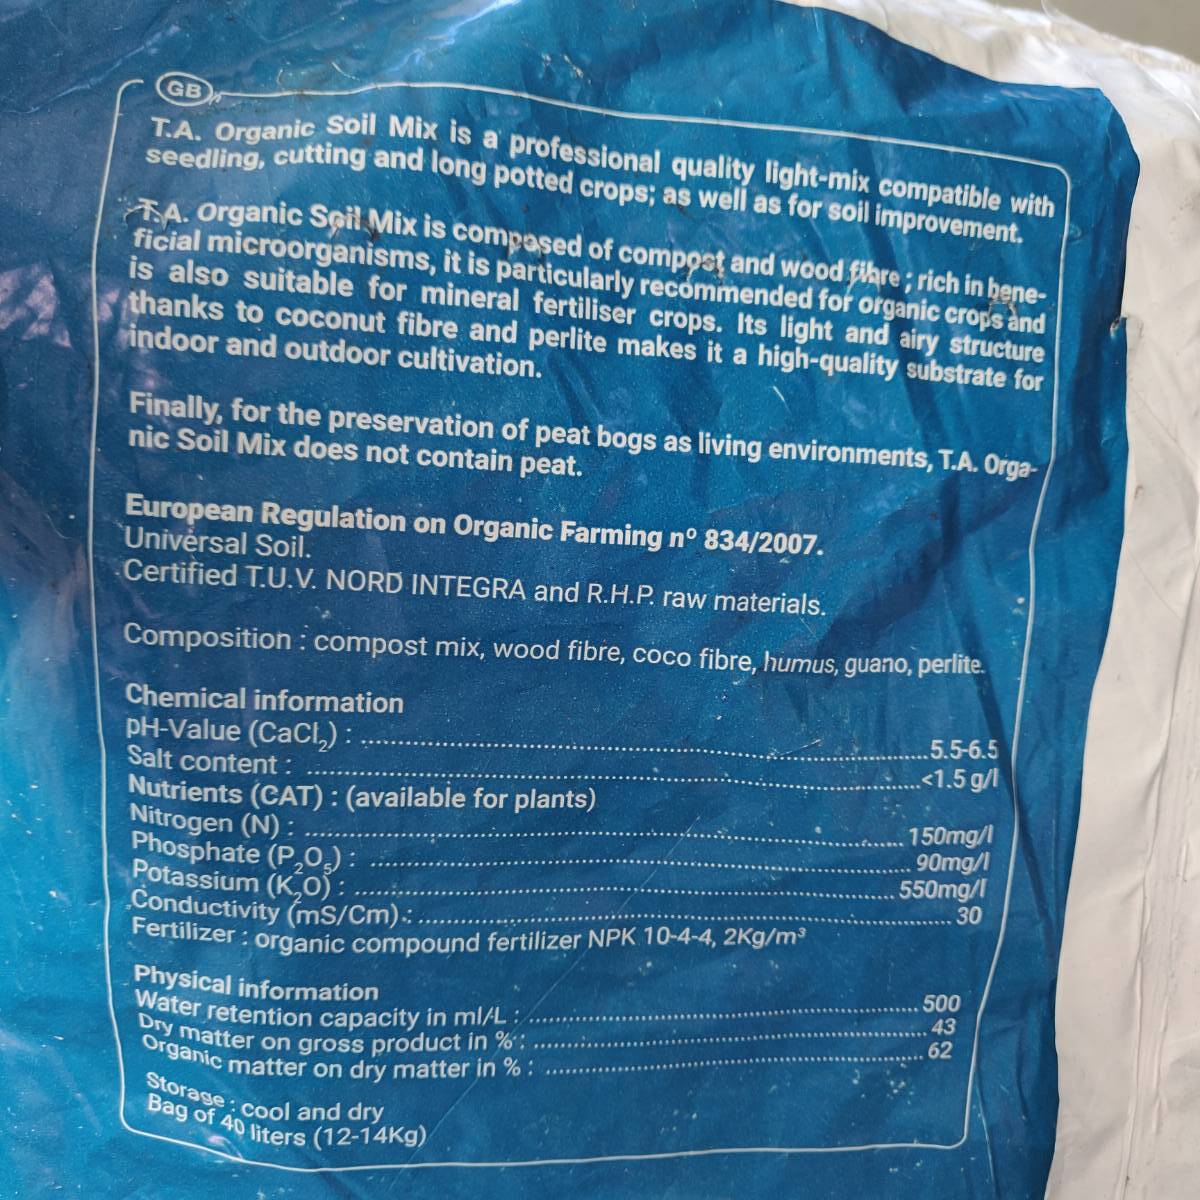 GB
T.A. Organic Soil Mix is a professional quality light-mix compatible with
seedling, cutting and long potted crops; as well as for soil improvement.
T.A. Organic Soil Mix is composed of compost and wood fibre ; rich in bene-
ficial microorganisms, it is particularly recommended for organic crops and
is also suitable for mineral fertiliser crops. Its light and airy structure
thanks to coconut fibre and perlite makes it a high-quality substrate for
indoor and outdoor cultivation.
Finally, for the preservation of peat bogs as living environments, T.A. Orga-
nic Soil Mix does not contain peat.
European Regulation on Organic Farming n° 834/2007.
Universal Soil.
Certified T.U.V. NORD INTEGRA and R.H.P. raw materials.
Composition : compost mix, wood fibre, coco fibre, humus, guano, perlite.
Chemical information
pH-Value (CaCl₂) : ..... 5.5-6.5
Salt content : ..... <1.5 g/l
Nutrients (CAT) : (available for plants)
Nitrogen (N) : ..... 150mg/l
Phosphate (P₂O₅) : ..... 90mg/l
Potassium (K₂O) : ..... 550mg/l
Conductivity (mS/Cm) : ..... 30
Fertilizer : organic compound fertilizer NPK 10-4-4, 2Kg/m³
Physical information
Water retention capacity in ml/L : ..... 500
Dry matter on gross product in % : ..... 43
Organic matter on dry matter in % : ..... 62
Storage : cool and dry
Bag of 40 liters (12-14Kg)